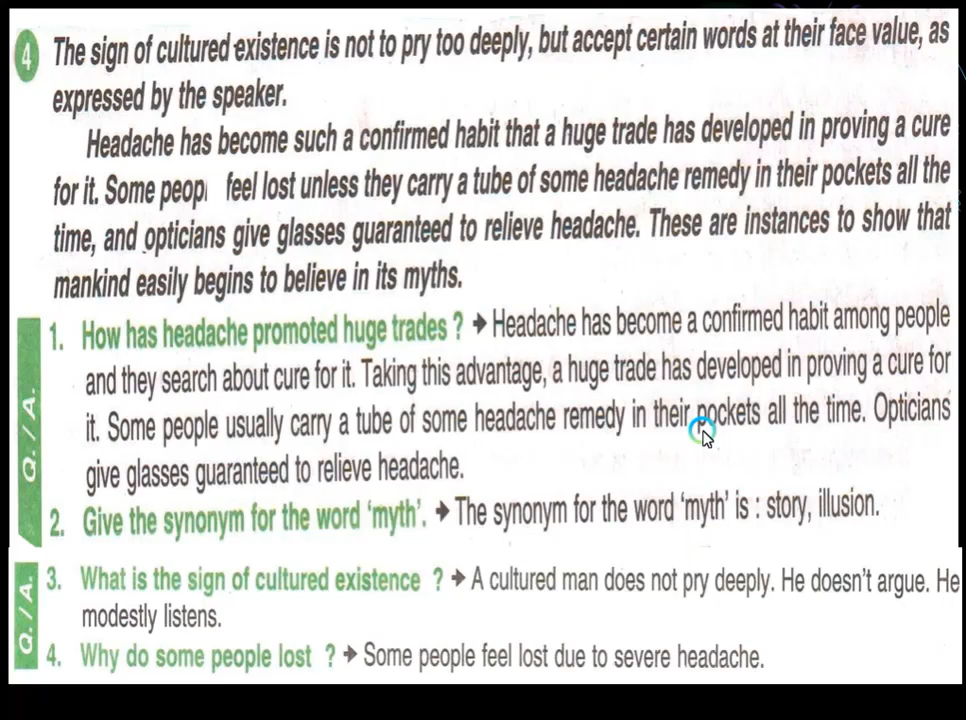 4 The sign of cultured existence is not to pry too deeply, but accept certain words at their face value, as
expressed by the speaker.
Headache has become such a confirmed habit that a huge trade has developed in proving a cure
for it. Some peopl feel lost unless they carry a tube of some headache remedy in their pockets all the
time, and opticians give glasses guaranteed to relieve headache. These are instances to show that
mankind easily begins to believe in its myths.
Q. / A.
1. How has headache promoted huge trades ? ➔ Headache has become a confirmed habit among people
and they search about cure for it. Taking this advantage, a huge trade has developed in proving a cure for
it. Some people usually carry a tube of some headache remedy in their pockets all the time. Opticians
give glasses guaranteed to relieve headache.
2. Give the synonym for the word ‘myth’. ➔ The synonym for the word ‘myth’ is : story, illusion.
Q. / A.
3. What is the sign of cultured existence ? ➔ A cultured man does not pry deeply. He doesn’t argue. He
modestly listens.
4. Why do some people lost ? ➔ Some people feel lost due to severe headache.